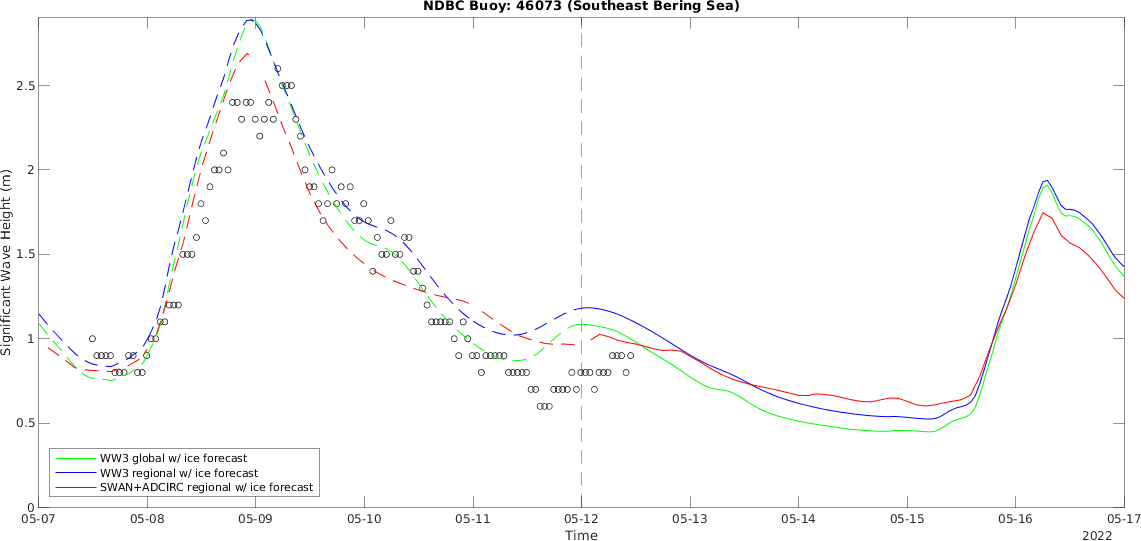 NDBC Buoy: 46073 (Southeast Bering Sea)
Significant Wave Height (m)
2.5
2
1.5
1
0.5
0
WW3 global w/ ice forecast
WW3 regional w/ ice forecast
SWAN+ADCIRC regional w/ ice forecast
05-07 05-08 05-09 05-10 05-11 05-12 05-13 05-14 05-15 05-16 05-17
Time
2022